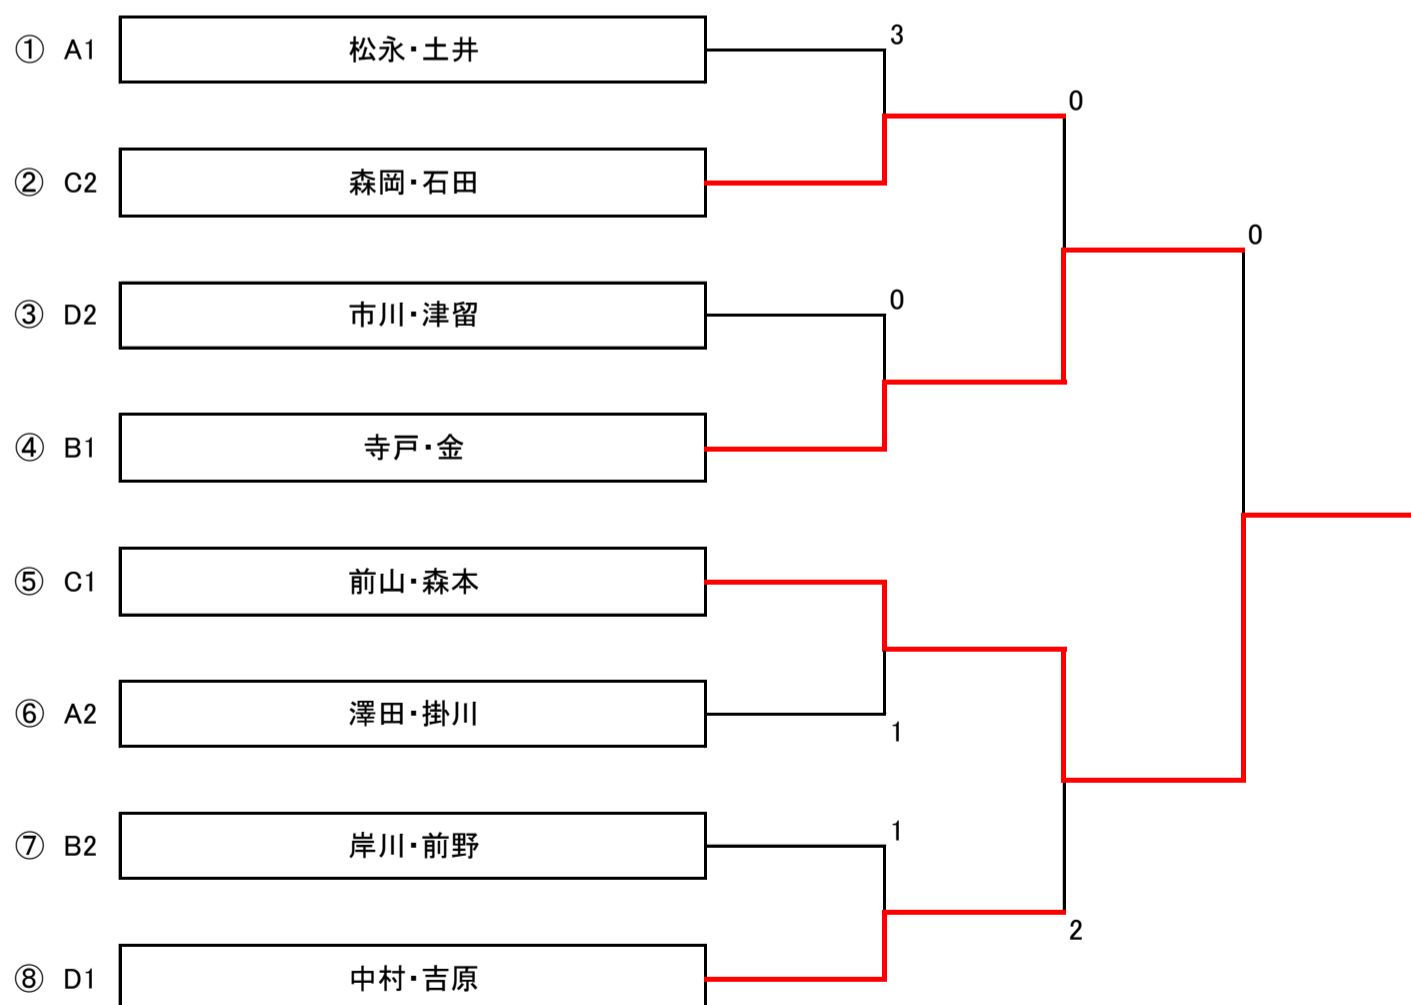 ① A1 松永・土井 3
0
② C2 森岡・石田
0
③ D2 市川・津留 0
④ B1 寺戸・金
⑤ C1 前山・森本
⑥ A2 澤田・掛川 1
⑦ B2 岸川・前野 1
2
⑧ D1 中村・吉原